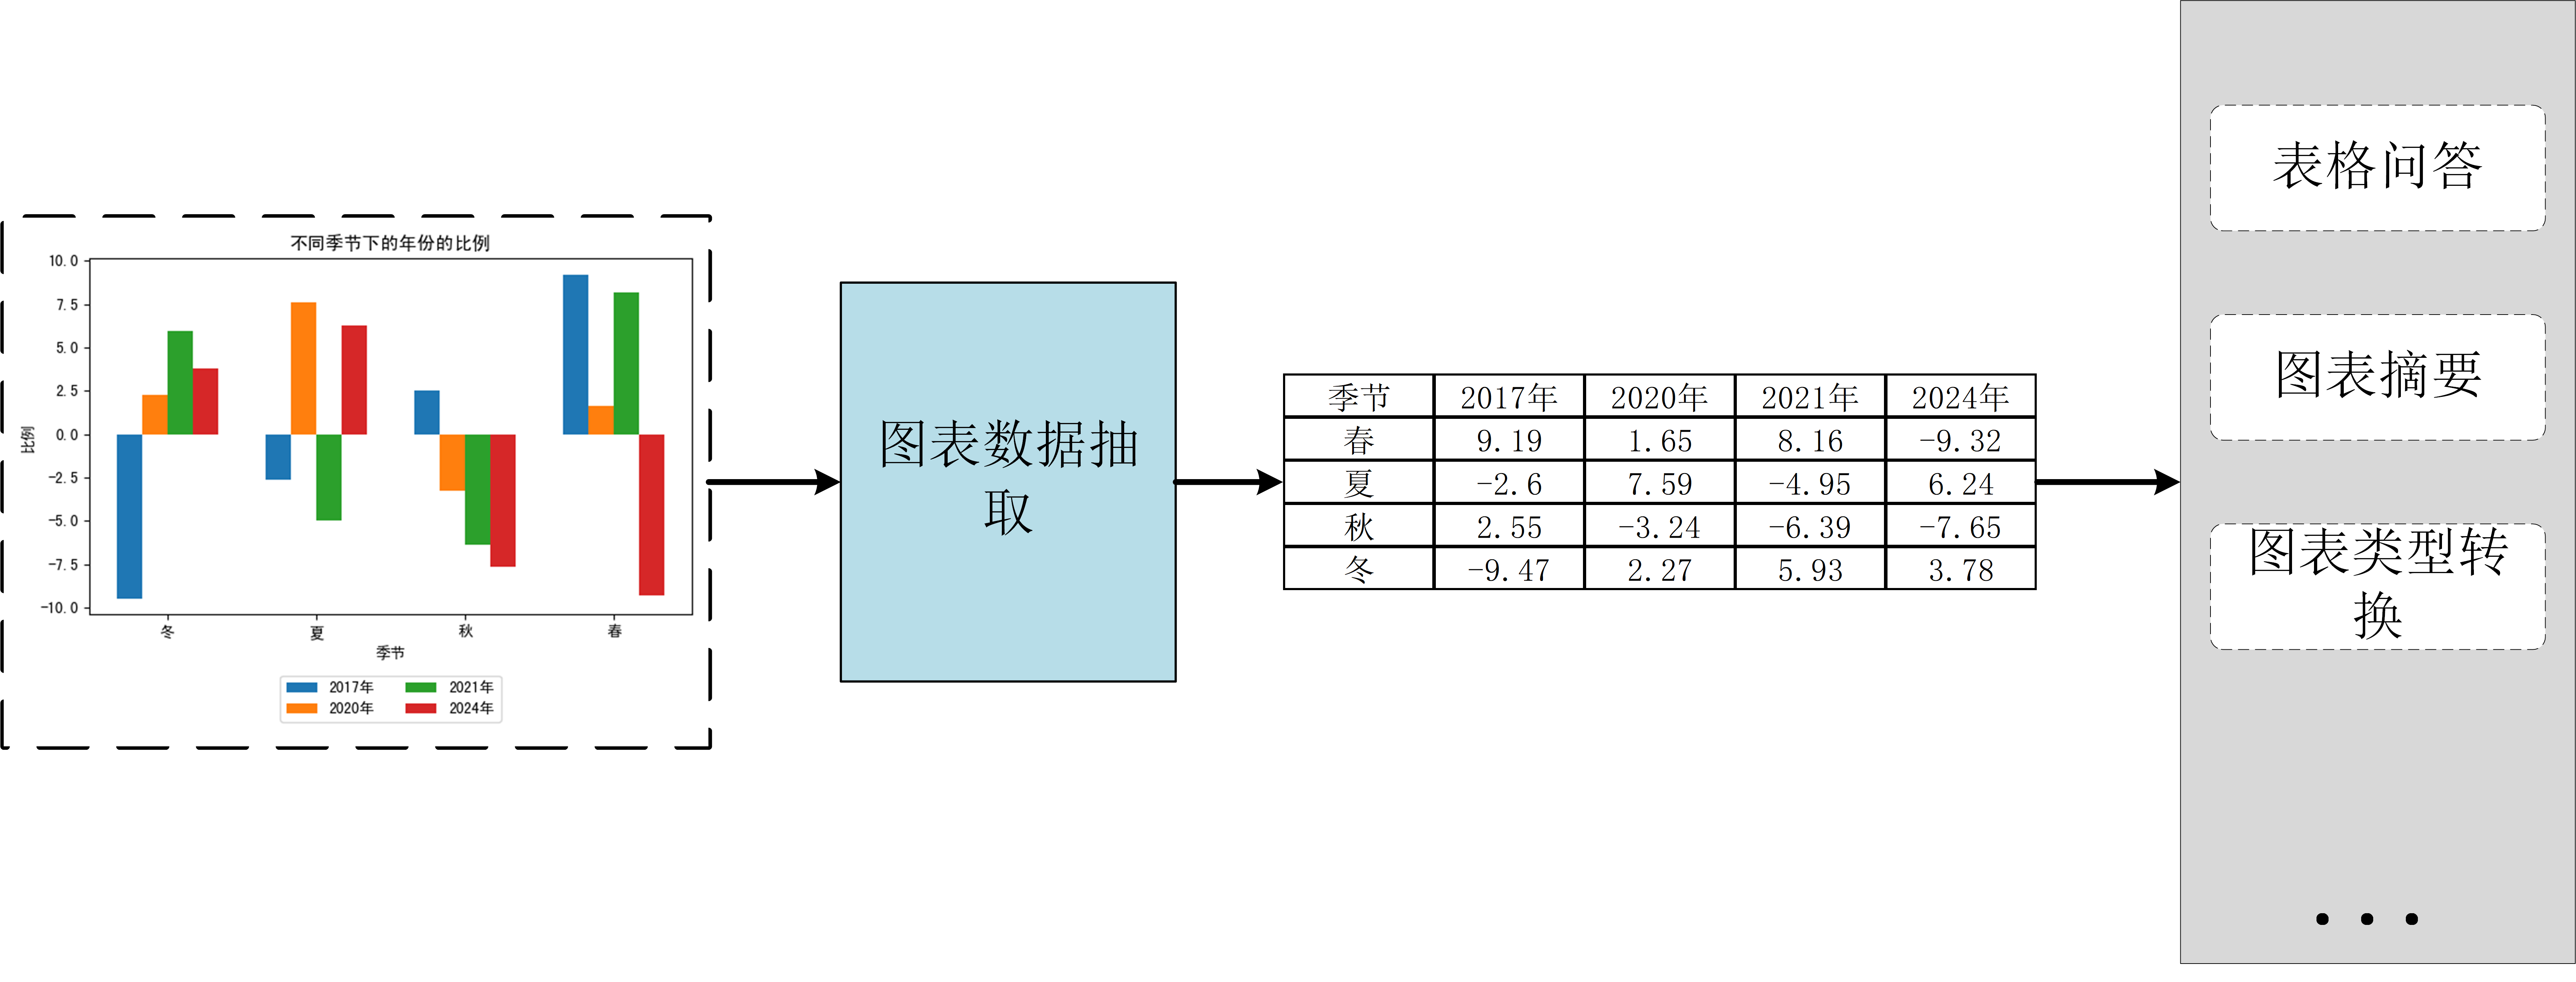 不同季节下的年份的比例
10.0
7.5
5.0
2.5
0.0
-2.5
-5.0
-7.5
-10.0
比例
冬 夏 秋 春
季节
2017年 2021年
2020年 2024年
图表数据抽
取
季节 2017年 2020年 2021年 2024年
春 9.19 1.65 8.16 -9.32
夏 -2.6 7.59 -4.95 6.24
秋 2.55 -3.24 -6.39 -7.65
冬 -9.47 2.27 5.93 3.78
表格问答
图表摘要
图表类型转
换
...